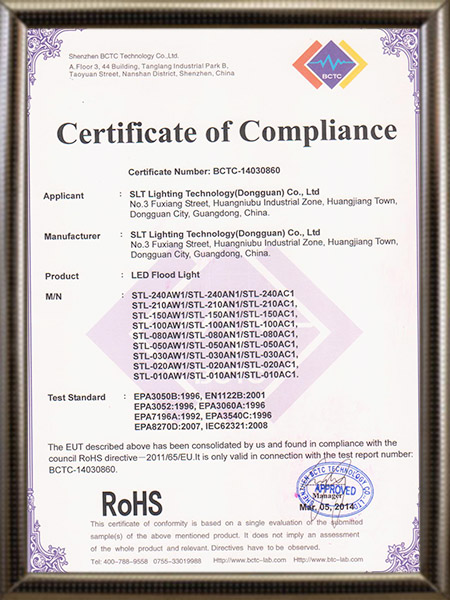 Shenzhen BCTC Technology Co.,Ltd.
A.Floor 3, 44 Building, Tanglang Industrial Park B,
Taoyuan Street, Nanshan District, Shenzhen, China
BCTC
Certificate of Compliance
Certificate Number: BCTC-14030860
Applicant : SLT Lighting Technology(Dongguan) Co., Ltd
No.3 Fuxiang Street, Huangniubu Industrial Zone, Huangjiang Town,
Dongguan City, Guangdong, China.
Manufacturer : SLT Lighting Technology(Dongguan) Co., Ltd
No.3 Fuxiang Street, Huangniubu Industrial Zone, Huangjiang Town,
Dongguan City, Guangdong, China.
Product : LED Flood Light
M/N : STL-240AW1/STL-240AN1/STL-240AC1
STL-210AW1/STL-210AN1/STL-210AC1,
STL-150AW1/STL-150AN1/STL-150AC1,
STL-100AW1/STL-100AN1/STL-100AC1,
STL-080AW1/STL-080AN1/STL-080AC1,
STL-050AW1/STL-050AN1/STL-050AC1,
STL-030AW1/STL-030AN1/STL-030AC1,
STL-020AW1/STL-020AN1/STL-020AC1,
STL-010AW1/STL-010AN1/STL-010AC1.
Test Standard : EPA3050B:1996, EN1122B:2001
EPA3052:1996, EPA3060A:1996
EPA7196A:1992, EPA3540C:1996
EPA8270D:2007, IEC62321:2008
The EUT described above has been consolidated by us and found in compliance with the
council RoHS directive－2011/65/EU.It is only valid in connection with the test report number:
BCTC-14030860.
SHENZHEN BCTC TECHNOLOGY CO., LTD
APPROVED
Manager
Mar, 05, 2014
RoHS
This certificate of conformity is based on a single evaluation of the submitted
sample(s) of the above mentioned product. It does not imply an assessment
of the whole product and relevant. Directives have to be observed.
Tel: 400-788-9558 0755-33019988 Http://www.bctc-lab.com Http://www.btc-lab.com